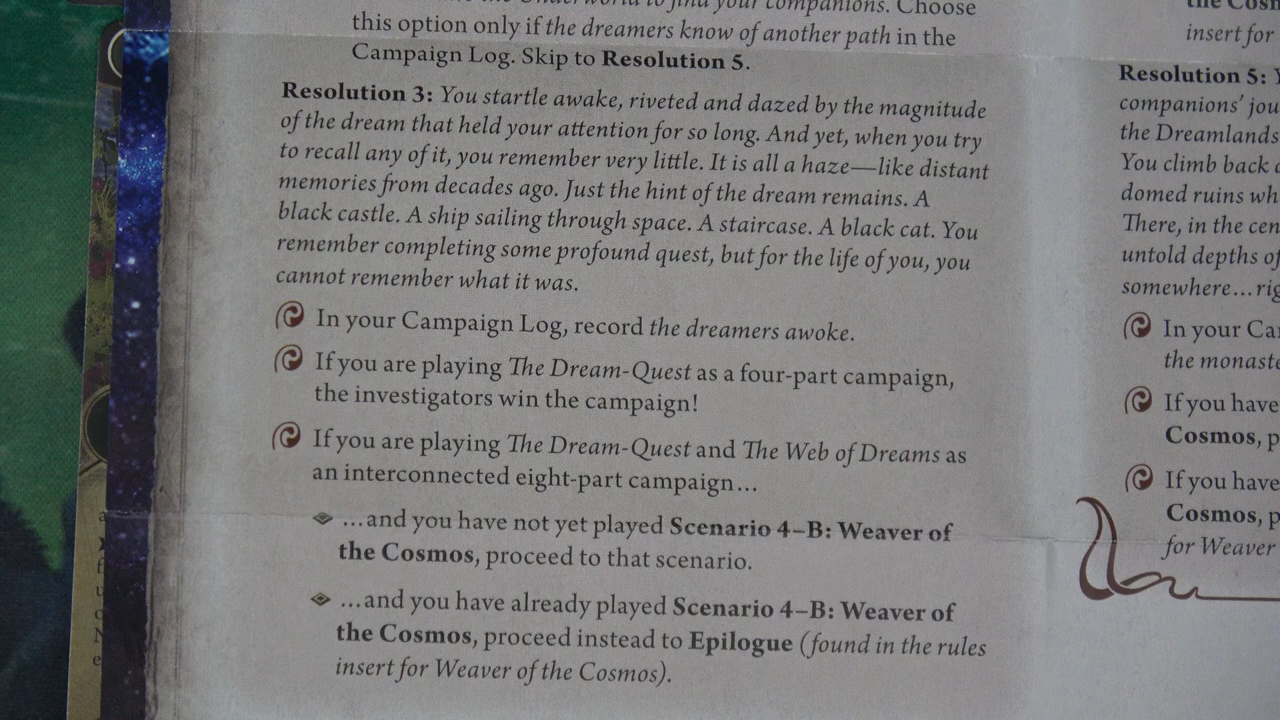 the Underworld to find your companions. Choose
this option only if the dreamers know of another path in the
Campaign Log. Skip to Resolution 5.
Resolution 3: You startle awake, riveted and dazed by the magnitude
of the dream that held your attention for so long. And yet, when you try
to recall any of it, you remember very little. It is all a haze—like distant
memories from decades ago. Just the hint of the dream remains. A
black castle. A ship sailing through space. A staircase. A black cat. You
remember completing some profound quest, but for the life of you, you
cannot remember what it was.
In your Campaign Log, record the dreamers awoke.
If you are playing The Dream-Quest as a four-part campaign,
the investigators win the campaign!
If you are playing The Dream-Quest and The Web of Dreams as
an interconnected eight-part campaign…
…and you have not yet played Scenario 4–B: Weaver of
the Cosmos, proceed to that scenario.
…and you have already played Scenario 4–B: Weaver of
the Cosmos, proceed instead to Epilogue (found in the rules
insert for Weaver of the Cosmos).
the
insert for
Resolution 5:
companions' 
the Dreamlands
You climb back
domed ruins
There, in the
untold depths of
somewhere…
In your
the
If you have
Cosmos,
If you have
Cosmos,
for Weaver